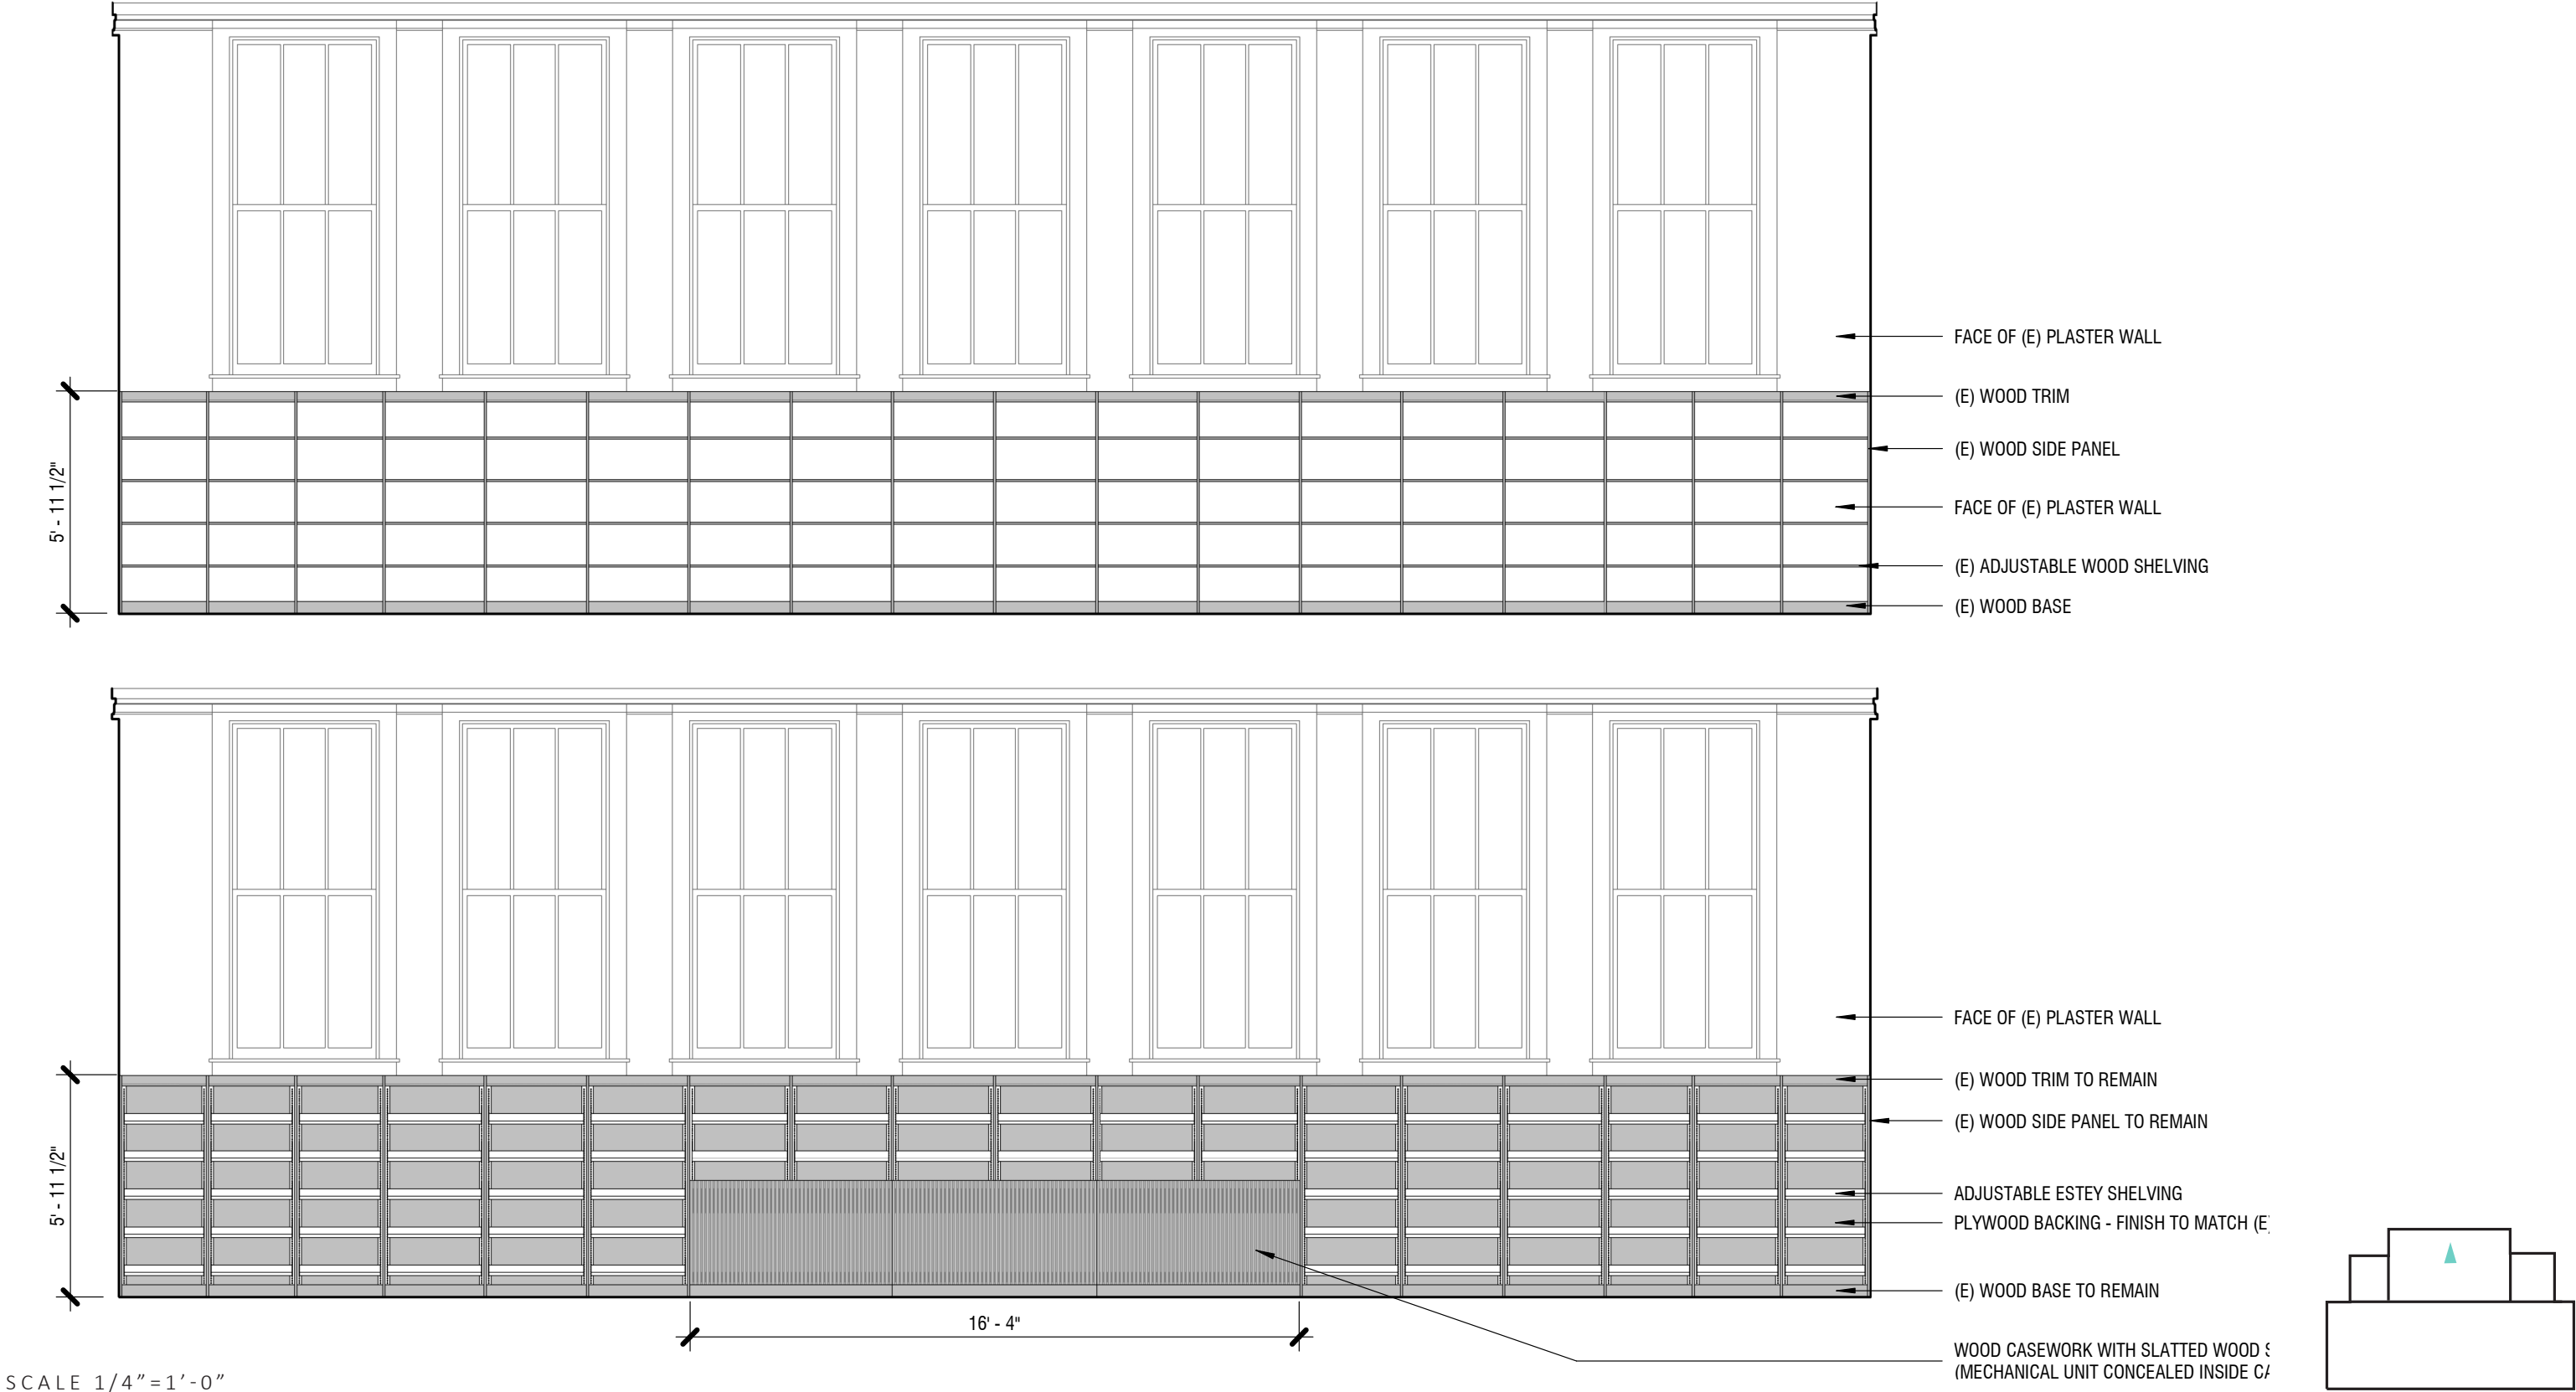 FACE OF (E) PLASTER WALL
(E) WOOD TRIM
(E) WOOD SIDE PANEL
5' - 11 1/2"
FACE OF (E) PLASTER WALL
(E) ADJUSTABLE WOOD SHELVING
(E) WOOD BASE
FACE OF (E) PLASTER WALL
(E) WOOD TRIM TO REMAIN
(E) WOOD SIDE PANEL TO REMAIN
5' - 11 1/2"
ADJUSTABLE ESTEY SHELVING
PLYWOOD BACKING - FINISH TO MATCH (E)
(E) WOOD BASE TO REMAIN
16' - 4"
WOOD CASEWORK WITH SLATTED WOOD
(MECHANICAL UNIT CONCEALED INSIDE
SCALE 1/4"=1'-0"